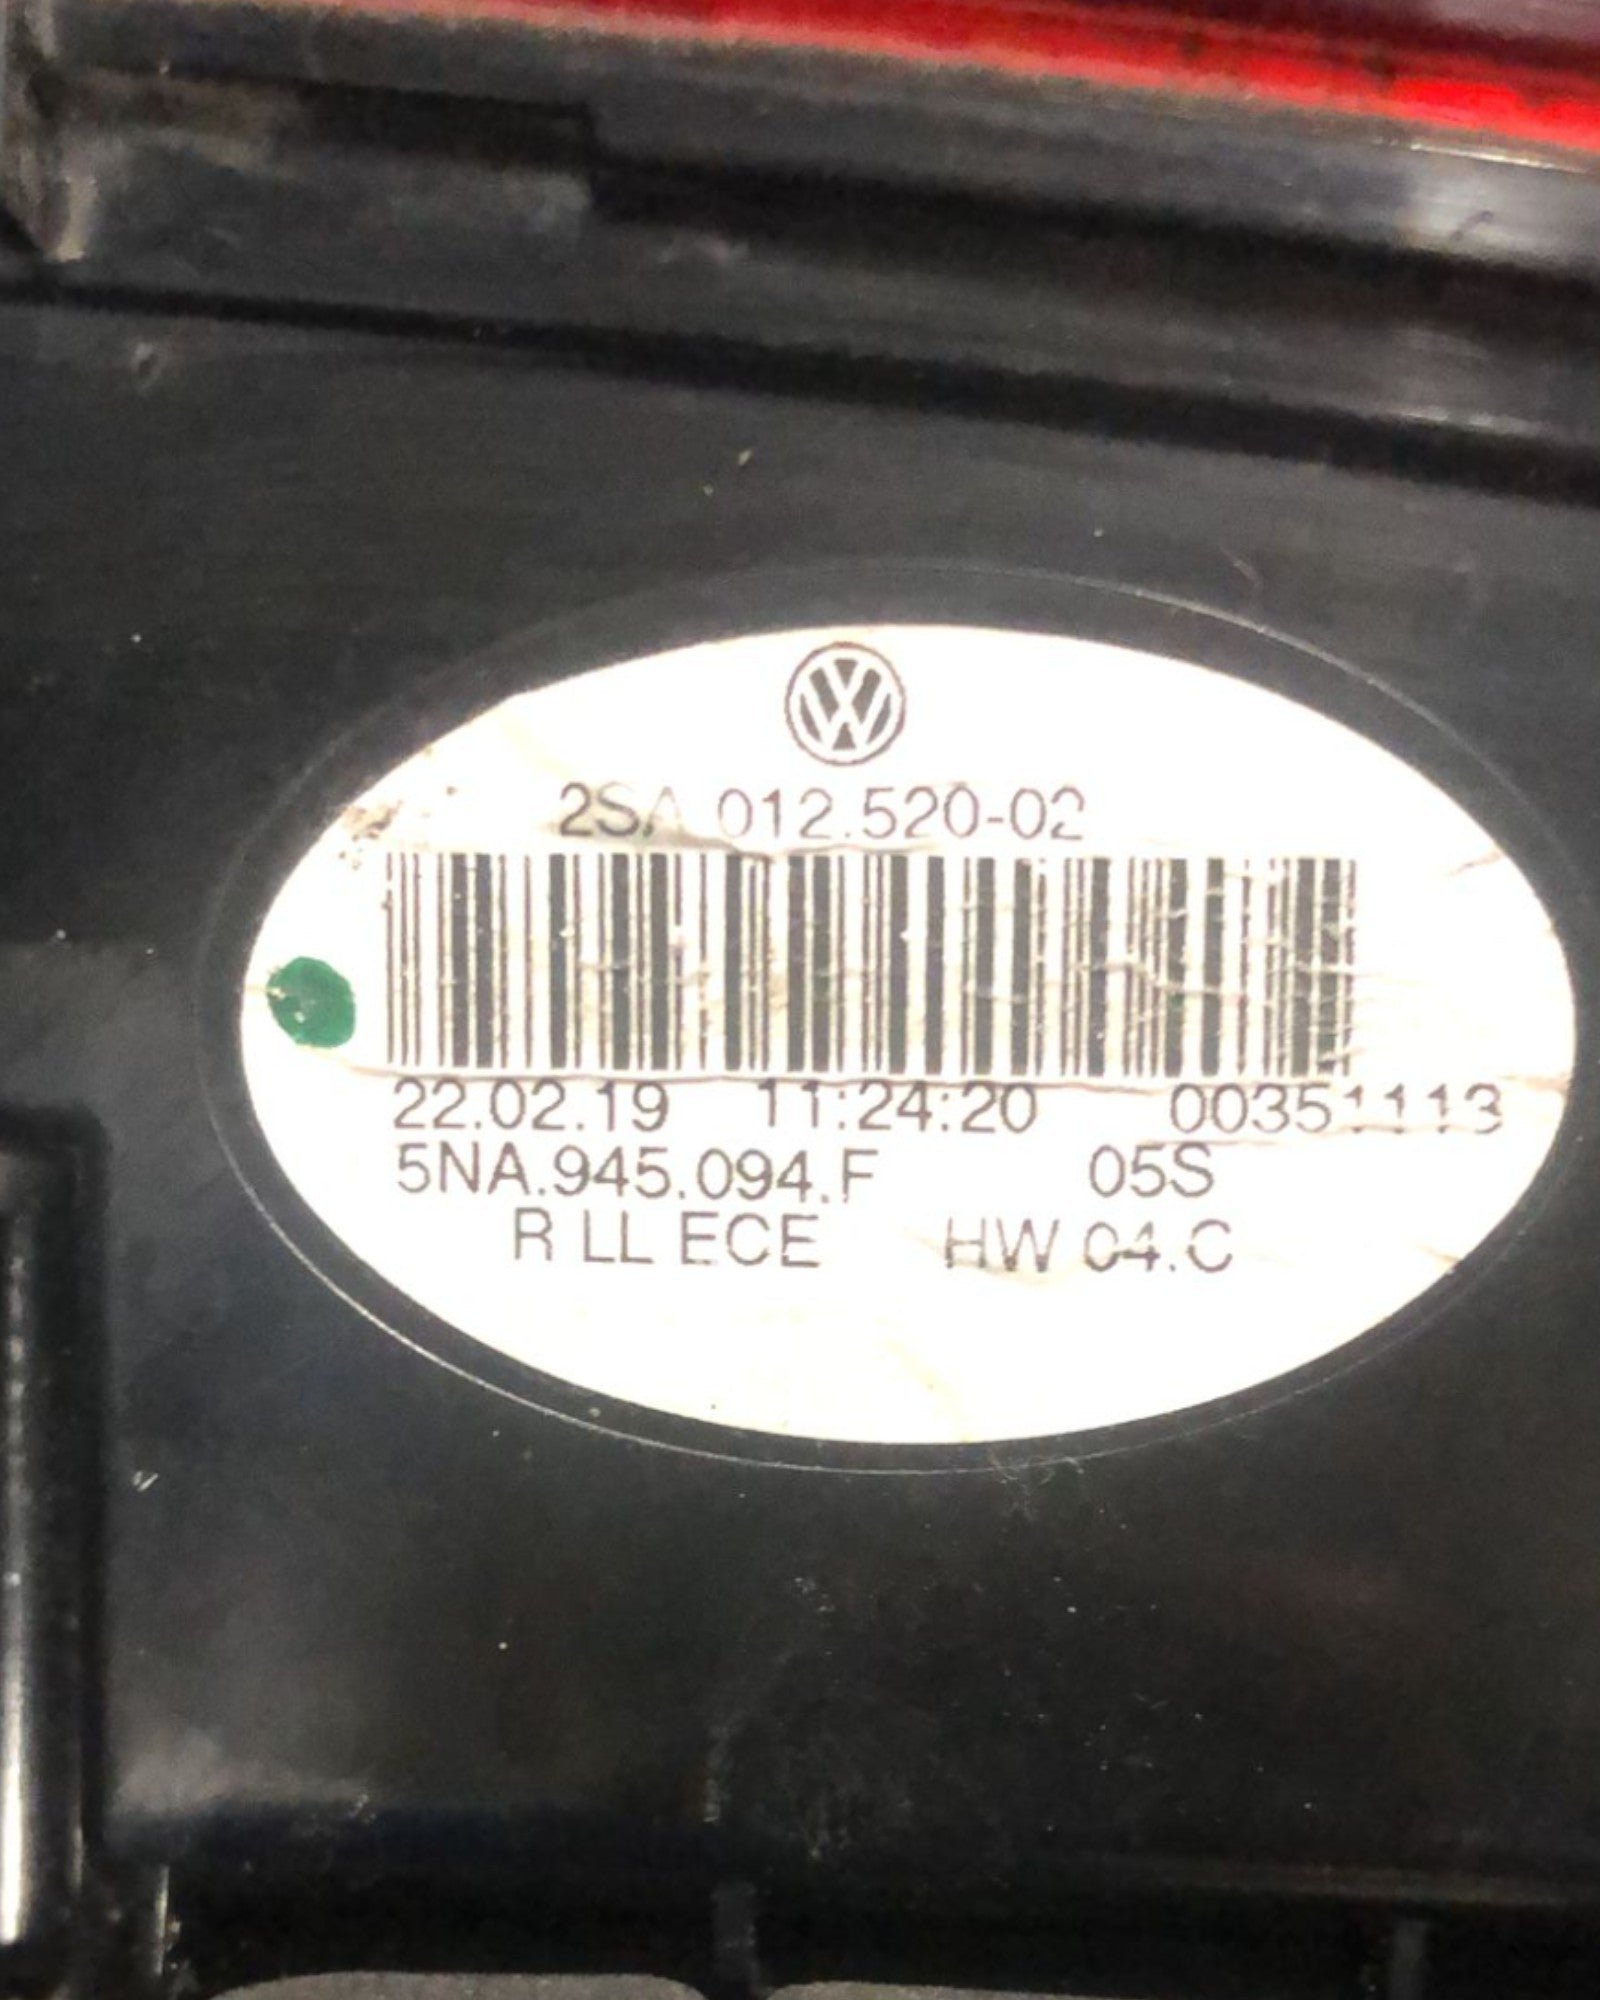 2SA 012.520-02
22.02.19 11:24:20 00351113
5NA.945.094.F 05S
R LL ECE HW 04.C